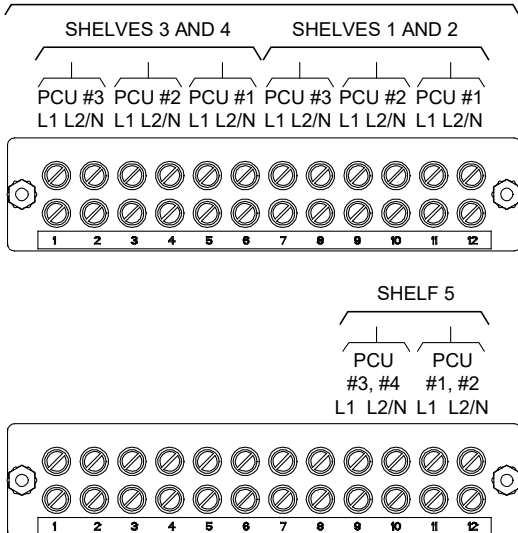 SHELVES 3 AND 4 SHELVES 1 AND 2
PCU #3 PCU #2 PCU #1 PCU #3 PCU #2 PCU #1
L1 L2/N L1 L2/N L1 L2/N L1 L2/N L1 L2/N L1 L2/N
1 2 3 4 5 6 7 8 9 10 11 12
SHELF 5
PCU PCU
#3, #4 #1, #2
L1 L2/N L1 L2/N
1 2 3 4 5 6 7 8 9 10 11 12